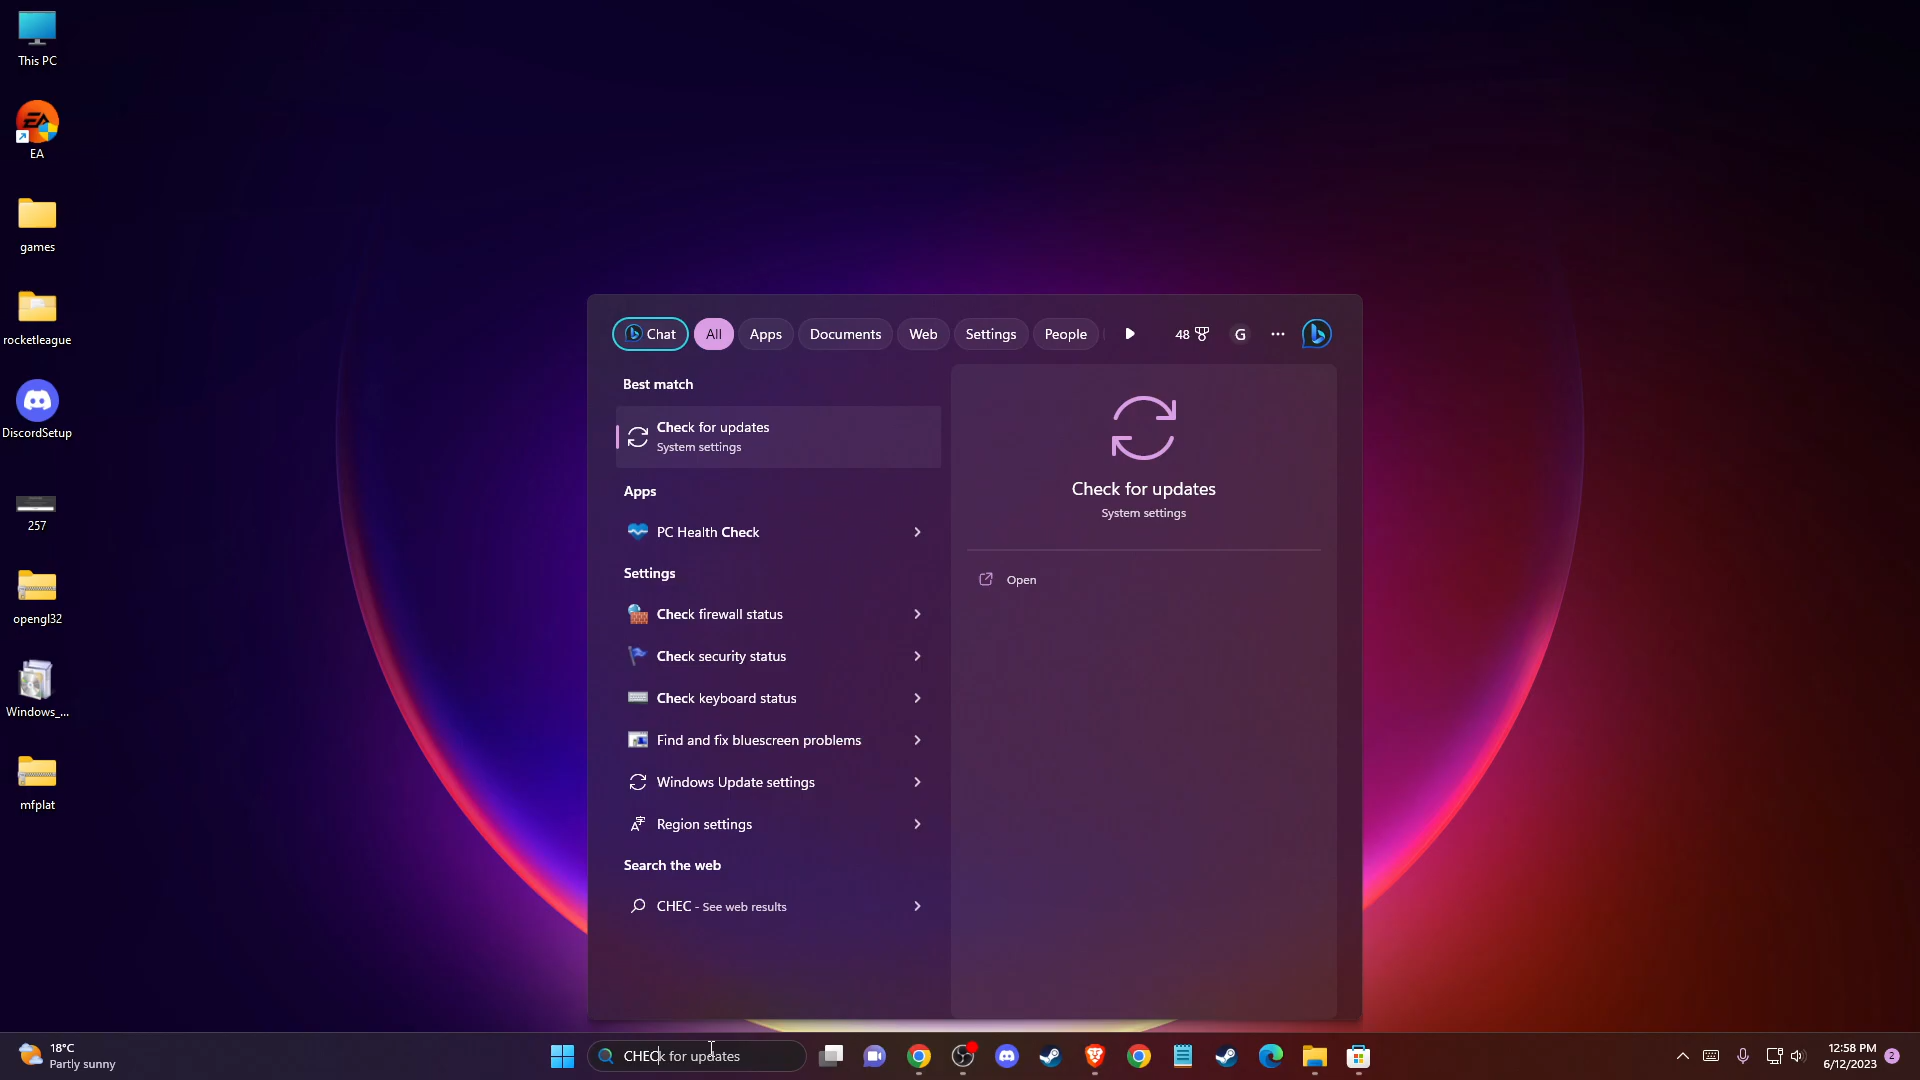 This PC
EA
games
rocketleague
DiscordSetup
257
opengl32
Windows_...
mfplat
Chat
All
Apps
Documents
Web
Settings
People
48
G
Best match
Check for updates
System settings
Apps
PC Health Check
Settings
Check firewall status
Check security status
Check keyboard status
Find and fix bluescreen problems
Windows Update settings
Region settings
Search the web
CHEC - See web results
Check for updates
System settings
Open
18°C
Partly sunny
CHECk for updates
12:58 PM
6/12/2023
2